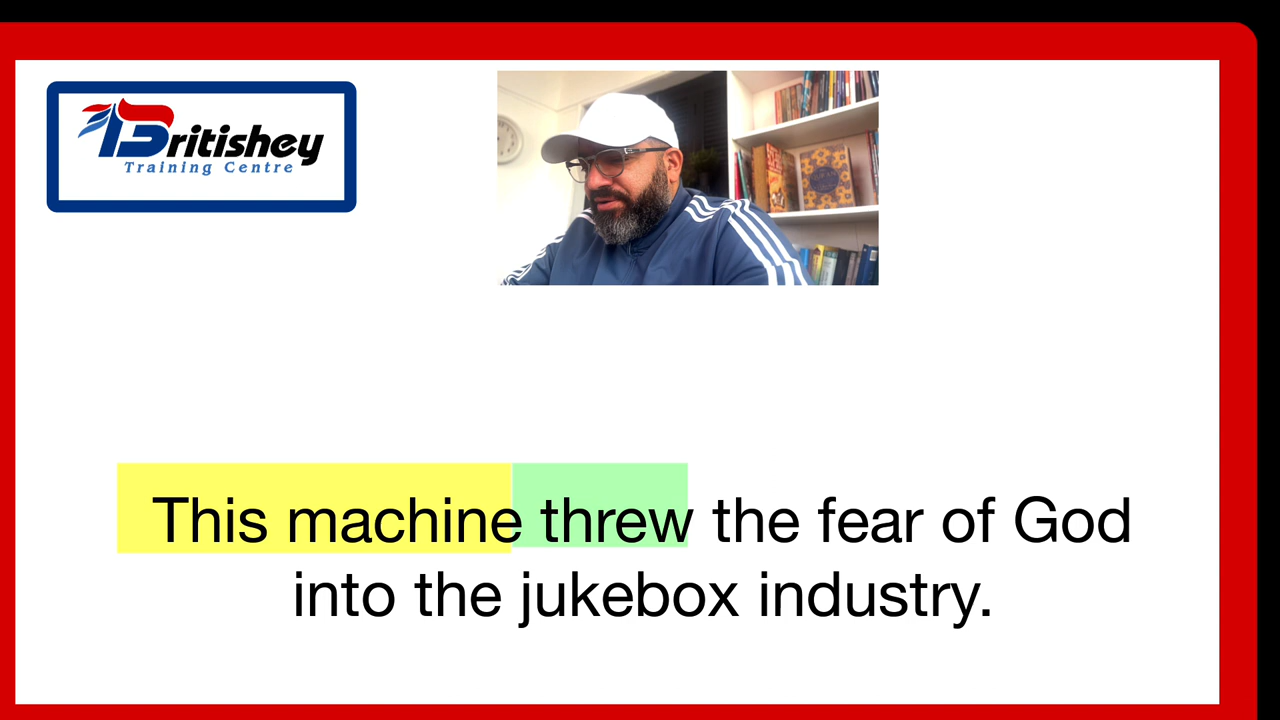 Britishey
Training Centre
This machine threw the fear of God
into the jukebox industry.